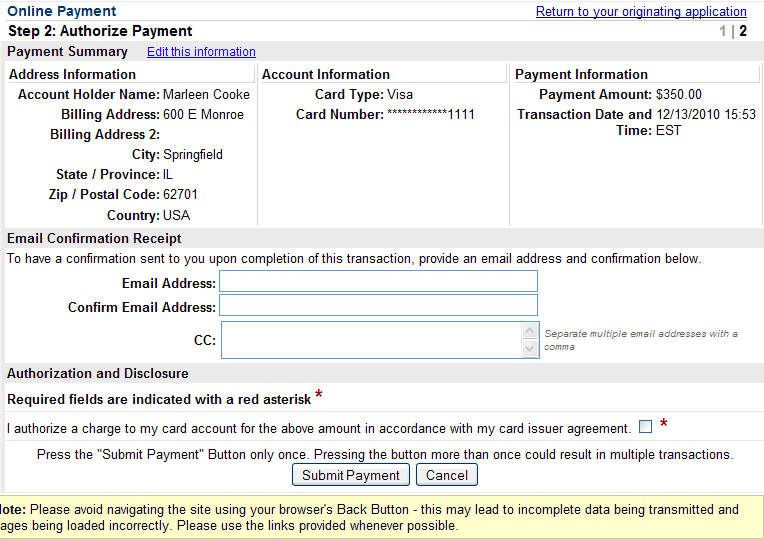 Online Payment Return to your originating application
Step 2: Authorize Payment 1 | 2
Payment Summary Edit this information
Address Information
Account Holder Name: Marleen Cooke
Billing Address: 600 E Monroe
Billing Address 2:
City: Springfield
State / Province: IL
Zip / Postal Code: 62701
Country: USA
Account Information
Card Type: Visa
Card Number: ************1111
Payment Information
Payment Amount: $350.00
Transaction Date and 12/13/2010 15:53
Time: EST
Email Confirmation Receipt
To have a confirmation sent to you upon completion of this transaction, provide an email address and confirmation below.
Email Address:
Confirm Email Address:
CC:
Separate multiple email addresses with a
comma
Authorization and Disclosure
Required fields are indicated with a red asterisk *
I authorize a charge to my card account for the above amount in accordance with my card issuer agreement. *
Press the "Submit Payment" Button only once. Pressing the button more than once could result in multiple transactions.
Submit Payment Cancel
lote: Please avoid navigating the site using your browser's Back Button - this may lead to incomplete data being transmitted and
ages being loaded incorrectly. Please use the links provided whenever possible.